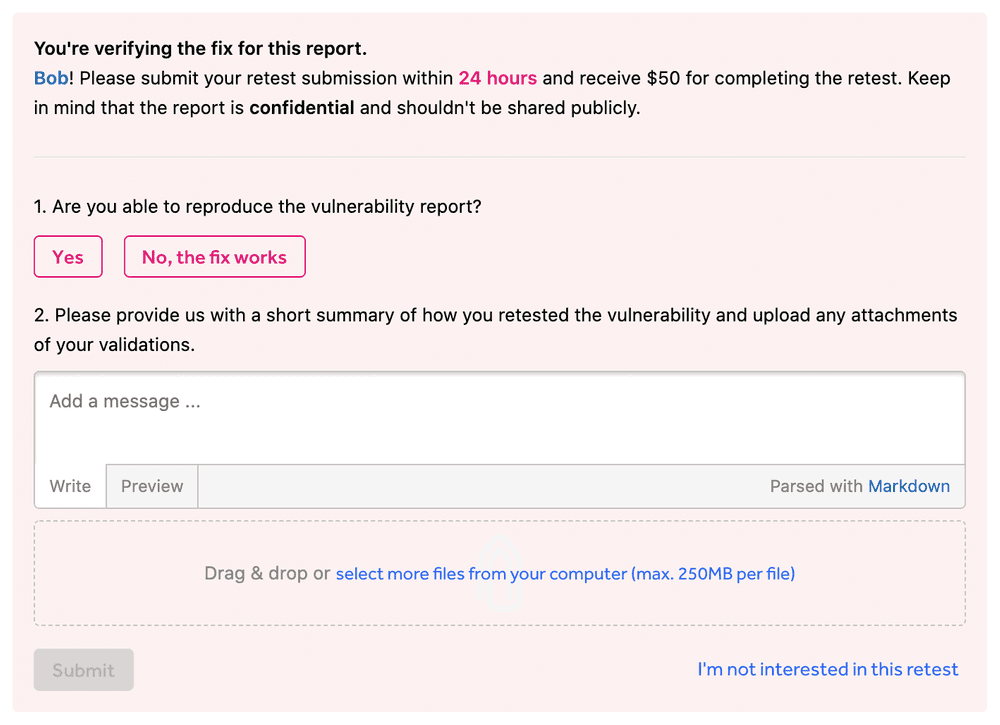 You're verifying the fix for this report.
Bob! Please submit your retest submission within 24 hours and receive $50 for completing the retest. Keep
in mind that the report is confidential and shouldn't be shared publicly.
1. Are you able to reproduce the vulnerability report?
Yes No, the fix works
2. Please provide us with a short summary of how you retested the vulnerability and upload any attachments
of your validations.
Add a message ...
Write Preview Parsed with Markdown
Drag & drop or select more files from your computer (max. 250MB per file)
Submit I'm not interested in this retest